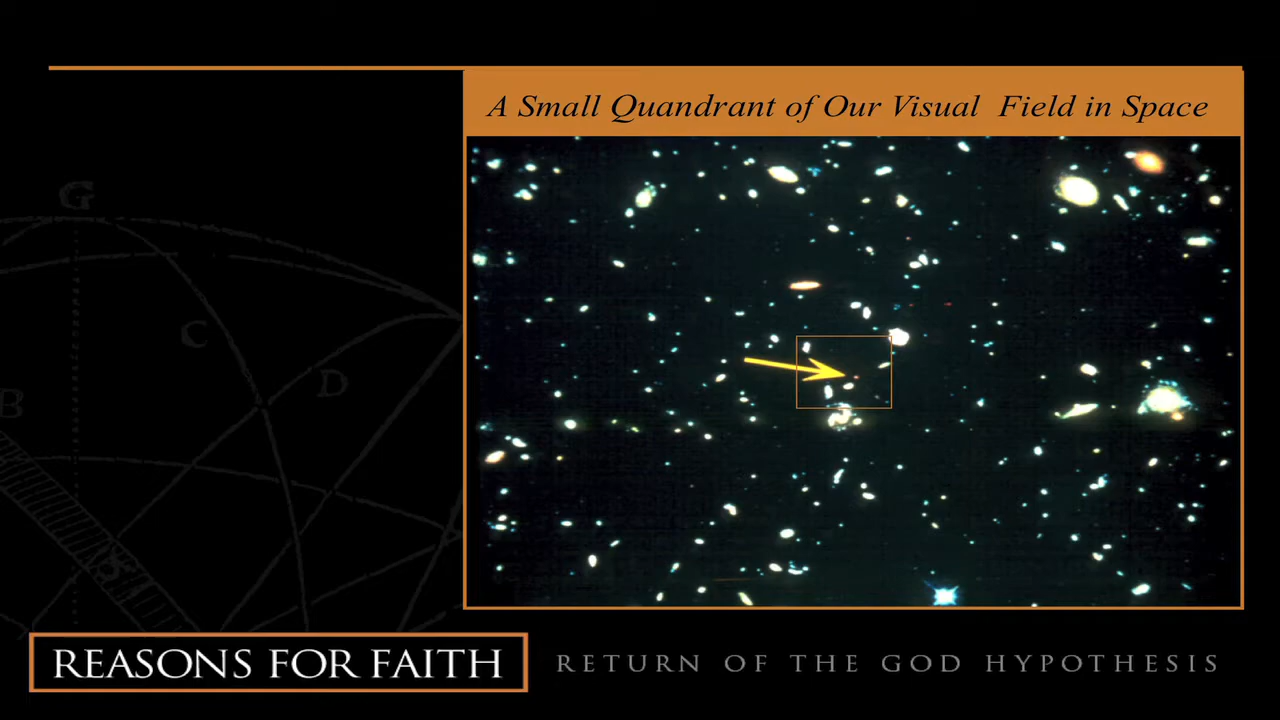 A Small Quandrant of Our Visual Field in Space
G
C
D
B
REASONS FOR FAITH
RETURN OF THE GOD HYPOTHESIS